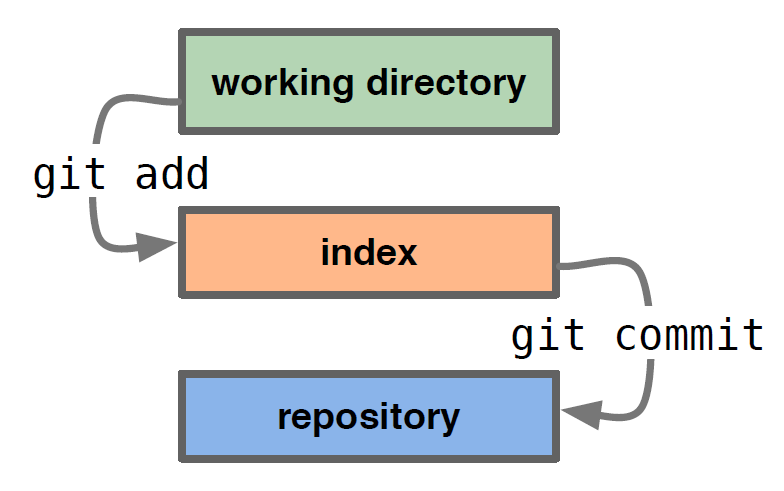 working directory
git add
index
git commit
repository